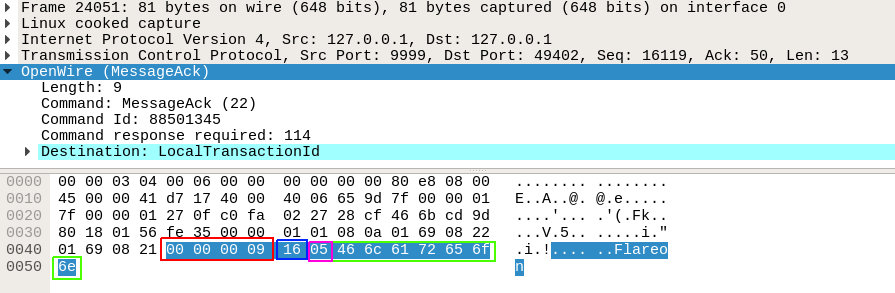 Frame 24051: 81 bytes on wire (648 bits), 81 bytes captured (648 bits) on interface 0
Linux cooked capture
Internet Protocol Version 4, Src: 127.0.0.1, Dst: 127.0.0.1
Transmission Control Protocol, Src Port: 9999, Dst Port: 49402, Seq: 16119, Ack: 50, Len: 13
OpenWire (MessageAck)
Length: 9
Command: MessageAck (22)
Command Id: 88501345
Command response required: 114
Destination: LocalTransactionId
0000 00 00 03 04 00 06 00 00 00 00 00 00 80 e8 08 00 ........ ........
0010 45 00 00 41 d7 17 40 00 40 06 65 9d 7f 00 00 01 E..A..@. @.e.....
0020 7f 00 00 01 27 0f c0 fa 02 27 28 cf 46 6b cd 9d ....'... .'(.Fk..
0030 80 18 01 56 fe 35 00 00 01 01 08 0a 01 69 08 22 ...V.5.. .....i."
0040 01 69 08 21 00 00 00 09 16 05 46 6c 61 72 65 6f .i.!.... ..Flareo
0050 6e n